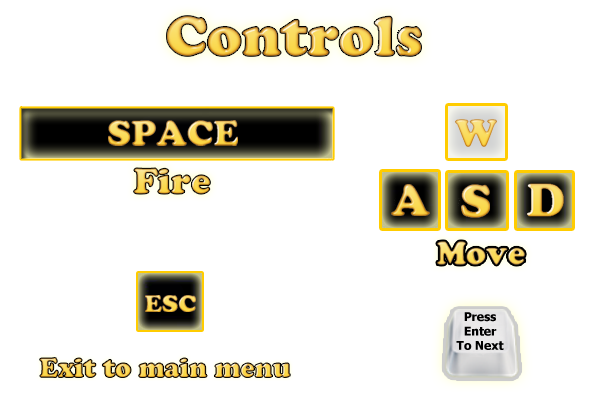 Controls
SPACE
Fire
W
A S D
Move
ESC
Exit to main menu
Press
Enter
To Next